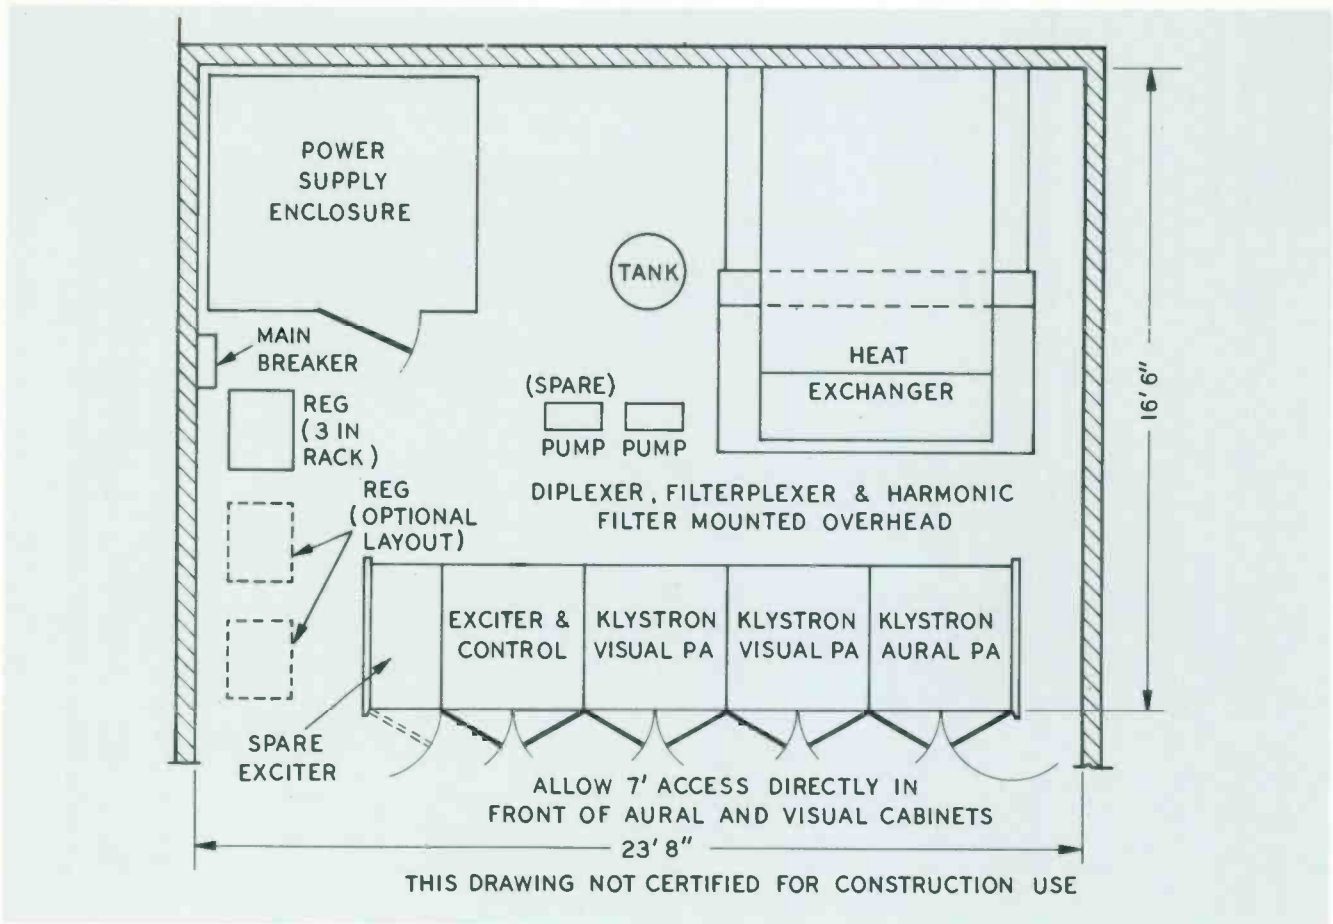 POWER
SUPPLY
ENCLOSURE
TANK
MAIN
BREAKER
HEAT
EXCHANGER
16' 6"
(SPARE)
PUMP
PUMP
REG
(3 IN
RACK)
DIPLEXER, FILTERPLEXER & HARMONIC
FILTER MOUNTED OVERHEAD
REG
(OPTIONAL
LAYOUT)
EXCITER &
CONTROL
KLYSTRON
VISUAL PA
KLYSTRON
VISUAL PA
KLYSTRON
AURAL PA
SPARE
EXCITER
ALLOW 7' ACCESS DIRECTLY IN
FRONT OF AURAL AND VISUAL CABINETS
23' 8"
THIS DRAWING NOT CERTIFIED FOR CONSTRUCTION USE